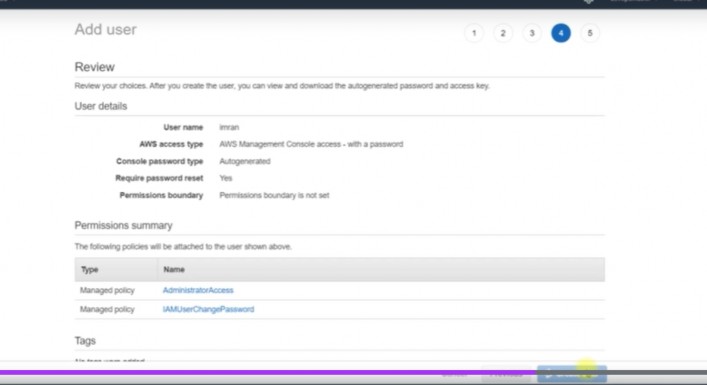 Add user
1 2 3 4 5
Review
Review your choices. After you create the user, you can view and download the autogenerated password and access key.
User details
User name imran
AWS access type AWS Management Console access - with a password
Console password type Autogenerated
Require password reset Yes
Permissions boundary Permissions boundary is not set
Permissions summary
The following policies will be attached to the user shown above.
Type Name
Managed policy AdministratorAccess
Managed policy IAMUserChangePassword
Tags